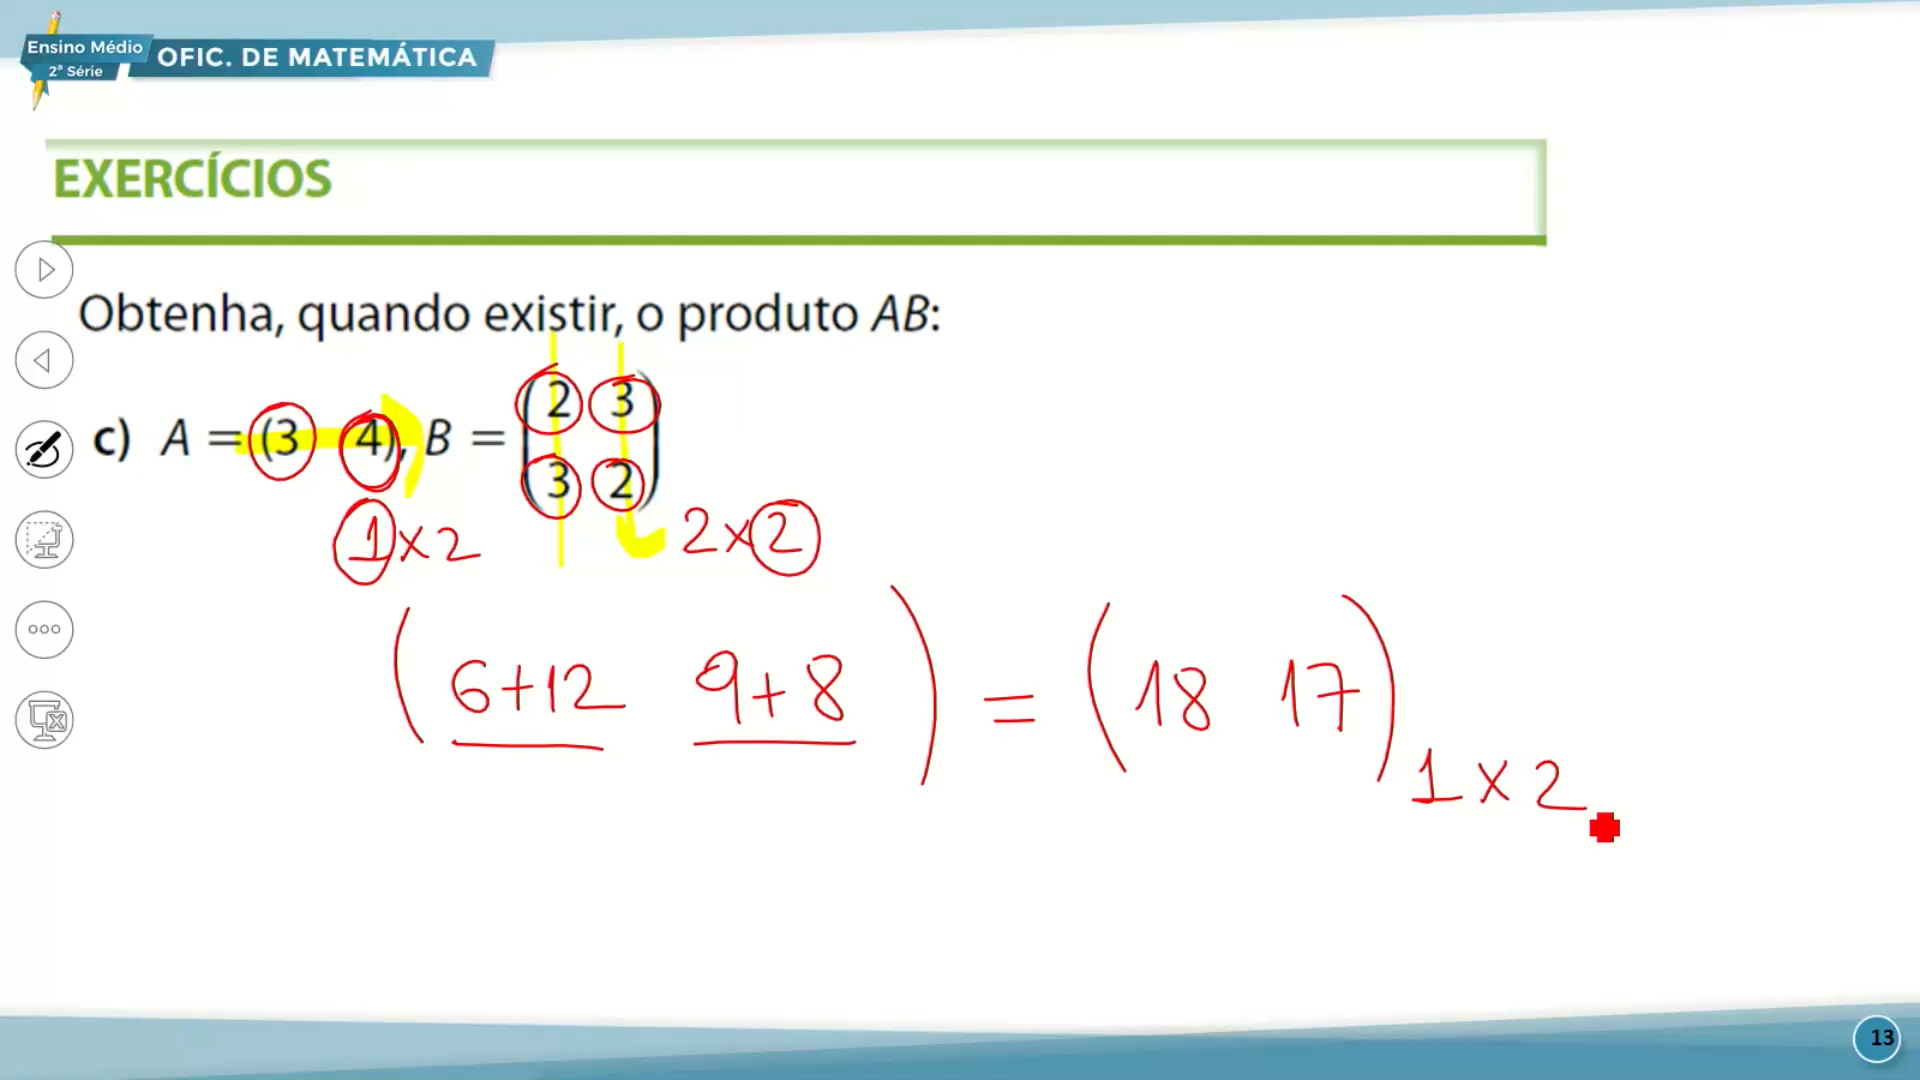 Ensino Médio
2ª Série
OFIC. DE MATEMÁTICA
EXERCÍCIOS
Obtenha, quando existir, o produto AB:
c) A = (3 4), B = (2 3
3 2)
1x2 2x2
(6+12 9+8) = (18 17)
1x2
13